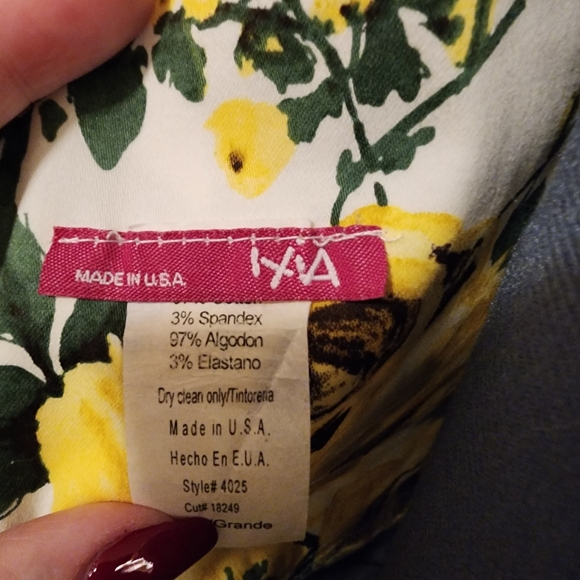 MADE IN U.S.A. IXiA
3% Spandex
97% Algodon
3% Elastano
Dry clean only/Tintoreria
Made in U.S.A.
Hecho En E.U.A.
Style# 4025
Cut# 18249
/Grande